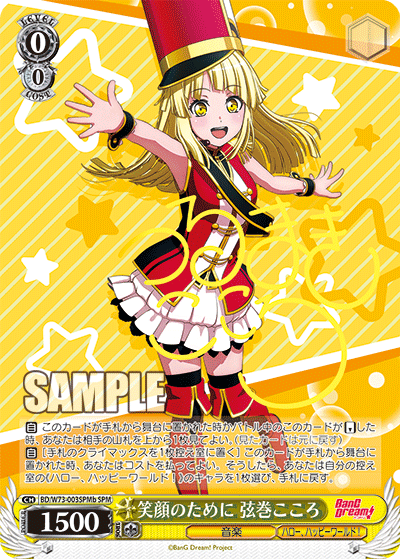 LEVEL
0
0
COST
つるまき
こころ
SAMPLE
自 このカードが手札から舞台に置かれた時かバトル中のこのカードが
した時、あなたは相手の山札を上から1枚見てよい。(見たカードは元に戻す)
自 [手札のクライマックスを1枚控え室に置く] このカードが手札から舞台に
置かれた時、あなたはコストを払ってよい。そうしたら、あなたは自分の控え
室の《ハロー、ハッピーワールド!》のキャラを1枚選び、手札に戻す。
CH BD/W73-003SPMb SPM
1500
笑顔のために 弦巻こころ
BanG Dream!
音楽
ハロー、ハッピーワールド!
©BanG Dream! Project